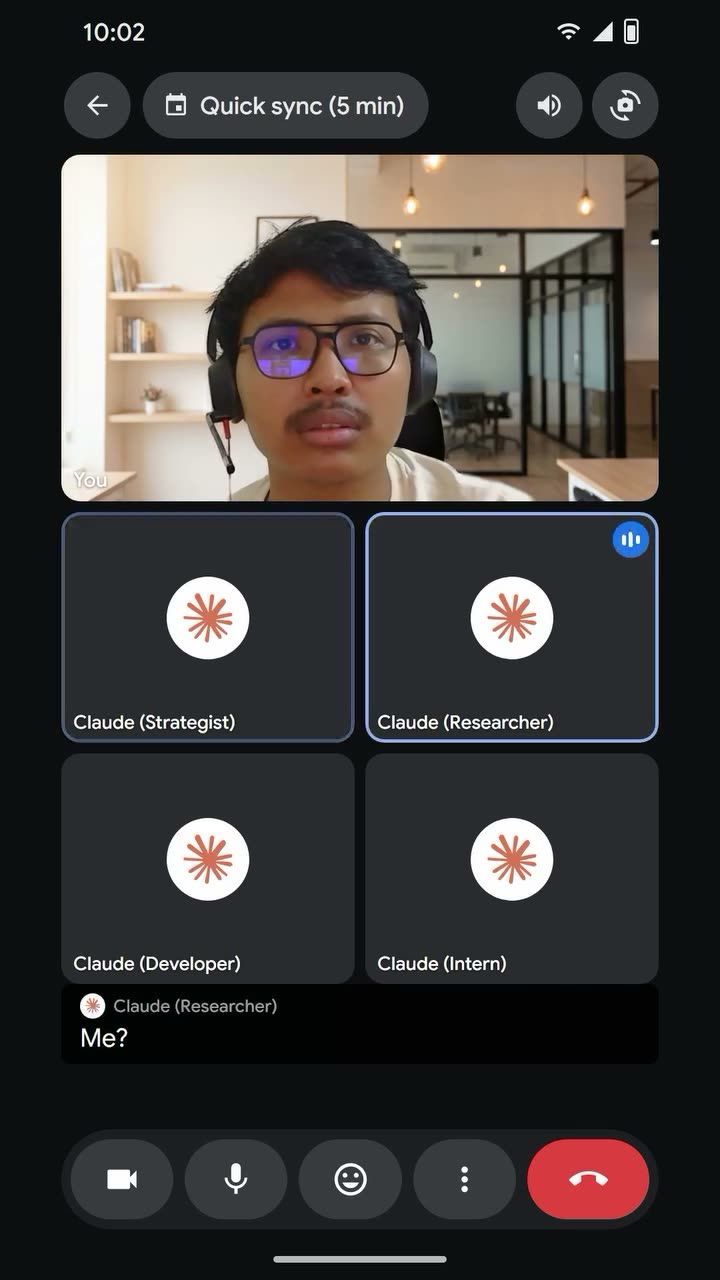 10:02
Quick sync (5 min)
You
Claude (Strategist)
Claude (Researcher)
Claude (Developer)
Claude (Intern)
Claude (Researcher)
Me?